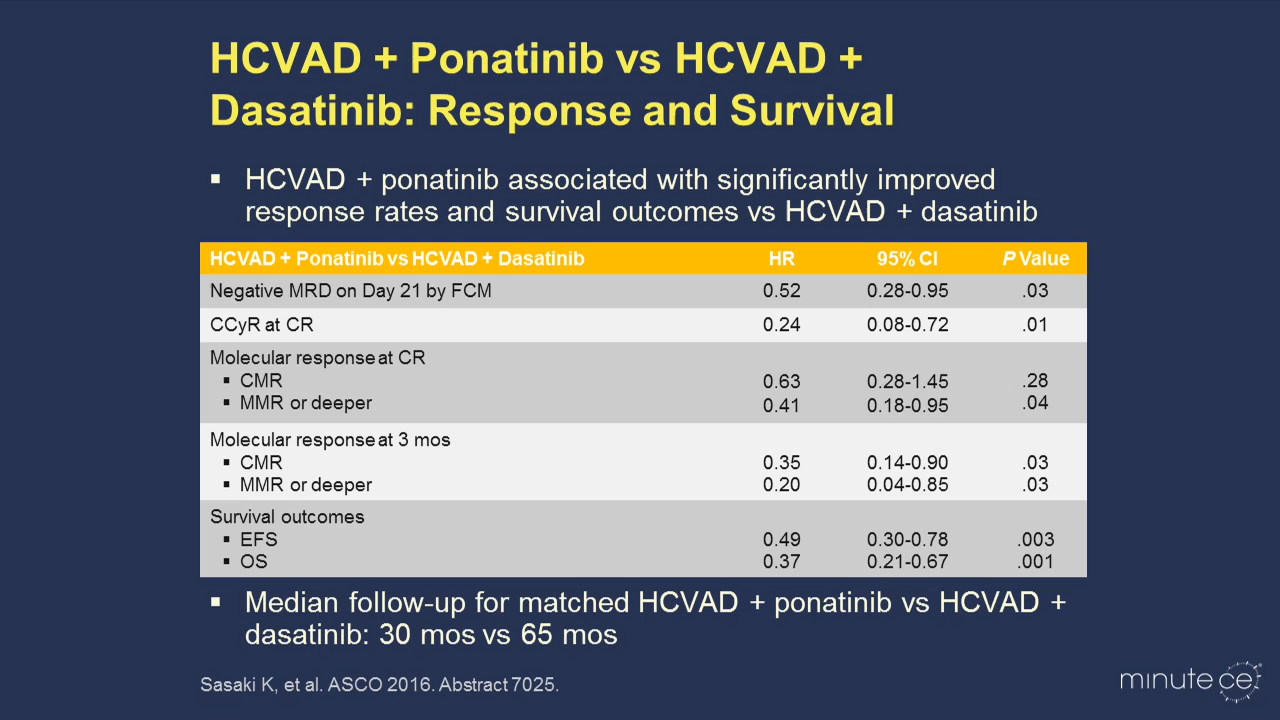 HCVAD + Ponatinib vs HCVAD +
Dasatinib: Response and Survival
▪ HCVAD + ponatinib associated with significantly improved
response rates and survival outcomes vs HCVAD + dasatinib
HCVAD + Ponatinib vs HCVAD + Dasatinib HR 95% CI P Value
Negative MRD on Day 21 by FCM 0.52 0.28-0.95 .03
CCyR at CR 0.24 0.08-0.72 .01
Molecular response at CR
▪ CMR 0.63 0.28-1.45 .28
▪ MMR or deeper 0.41 0.18-0.95 .04
Molecular response at 3 mos
▪ CMR 0.35 0.14-0.90 .03
▪ MMR or deeper 0.20 0.04-0.85 .03
Survival outcomes
▪ EFS 0.49 0.30-0.78 .003
▪ OS 0.37 0.21-0.67 .001
▪ Median follow-up for matched HCVAD + ponatinib vs HCVAD +
dasatinib: 30 mos vs 65 mos
Sasaki K, et al. ASCO 2016. Abstract 7025.
minute ce